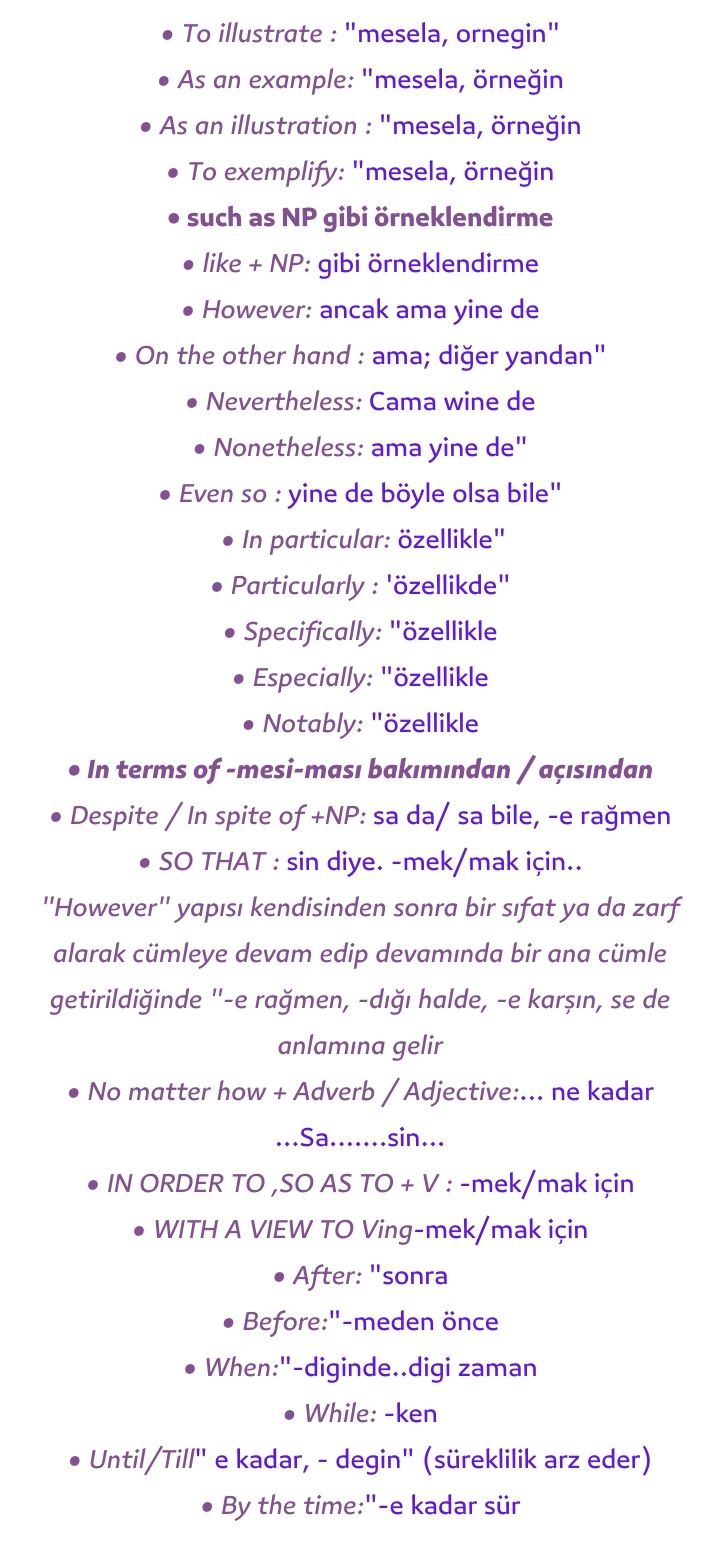 • To illustrate : "mesela, ornegin"
• As an example: "mesela, örneğin
• As an illustration : "mesela, örneğin
• To exemplify: "mesela, örneğin
• such as NP gibi örneklendirme
• like + NP: gibi örneklendirme
• However: ancak ama yine de
• On the other hand : ama; diğer yandan"
• Nevertheless: Cama wine de
• Nonetheless: ama yine de"
• Even so : yine de böyle olsa bile"
• In particular: özellikle"
• Particularly : 'özellikde"
• Specifically: "özellikle
• Especially: "özellikle
• Notably: "özellikle
• In terms of -mesi-ması bakımından / açısından
• Despite / In spite of +NP: sa da/ sa bile, -e rağmen
• SO THAT : sin diye. -mek/mak için..
"However" yapısı kendisinden sonra bir sıfat ya da zarf
alarak cümleye devam edip devamında bir ana cümle
getirildiğinde "-e rağmen, -dığı halde, -e karşın, se de
anlamına gelir
• No matter how + Adverb / Adjective:... ne kadar
...Sa.......sin...
• IN ORDER TO ,SO AS TO + V : -mek/mak için
• WITH A VIEW TO Ving-mek/mak için
• After: "sonra
• Before:"-meden önce
• When:"-diginde..digi zaman
• While: -ken
• Until/Till" e kadar, - degin" (süreklilik arz eder)
• By the time:"-e kadar sür